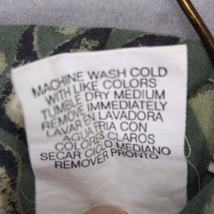 MACHINE WASH COLD
WITH LIKE COLORS
TUMBLE DRY MEDIUM
REMOVE IMMEDIATELY
LAVAR EN LAVADORA
AGUA FRIA CON
COLORES CLAROS
SECAR CICLO MEDIANO
REMOVER PRONTO